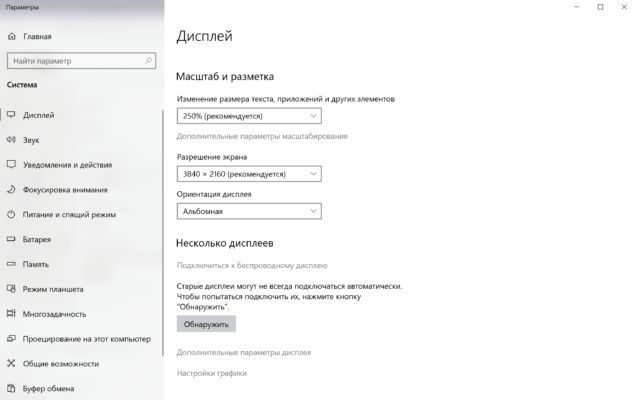 Параметры
Главная
Найти параметр
Система
Дисплей
Звук
Уведомления и действия
Фокусировка внимания
Питание и спящий режим
Батарея
Память
Режим планшета
Многозадачность
Проецирование на этот компьютер
Общие возможности
Буфер обмена
Дисплей
Масштаб и разметка
Изменение размера текста, приложений и других элементов
250% (рекомендуется)
Дополнительные параметры масштабирования
Разрешение экрана
3840 × 2160 (рекомендуется)
Ориентация дисплея
Альбомная
Несколько дисплеев
Подключиться к беспроводному дисплею
Старые дисплеи могут не всегда подключаться автоматически.
Чтобы попытаться подключить их, нажмите кнопку
"Обнаружить".
Обнаружить
Дополнительные параметры дисплея
Настройки графики